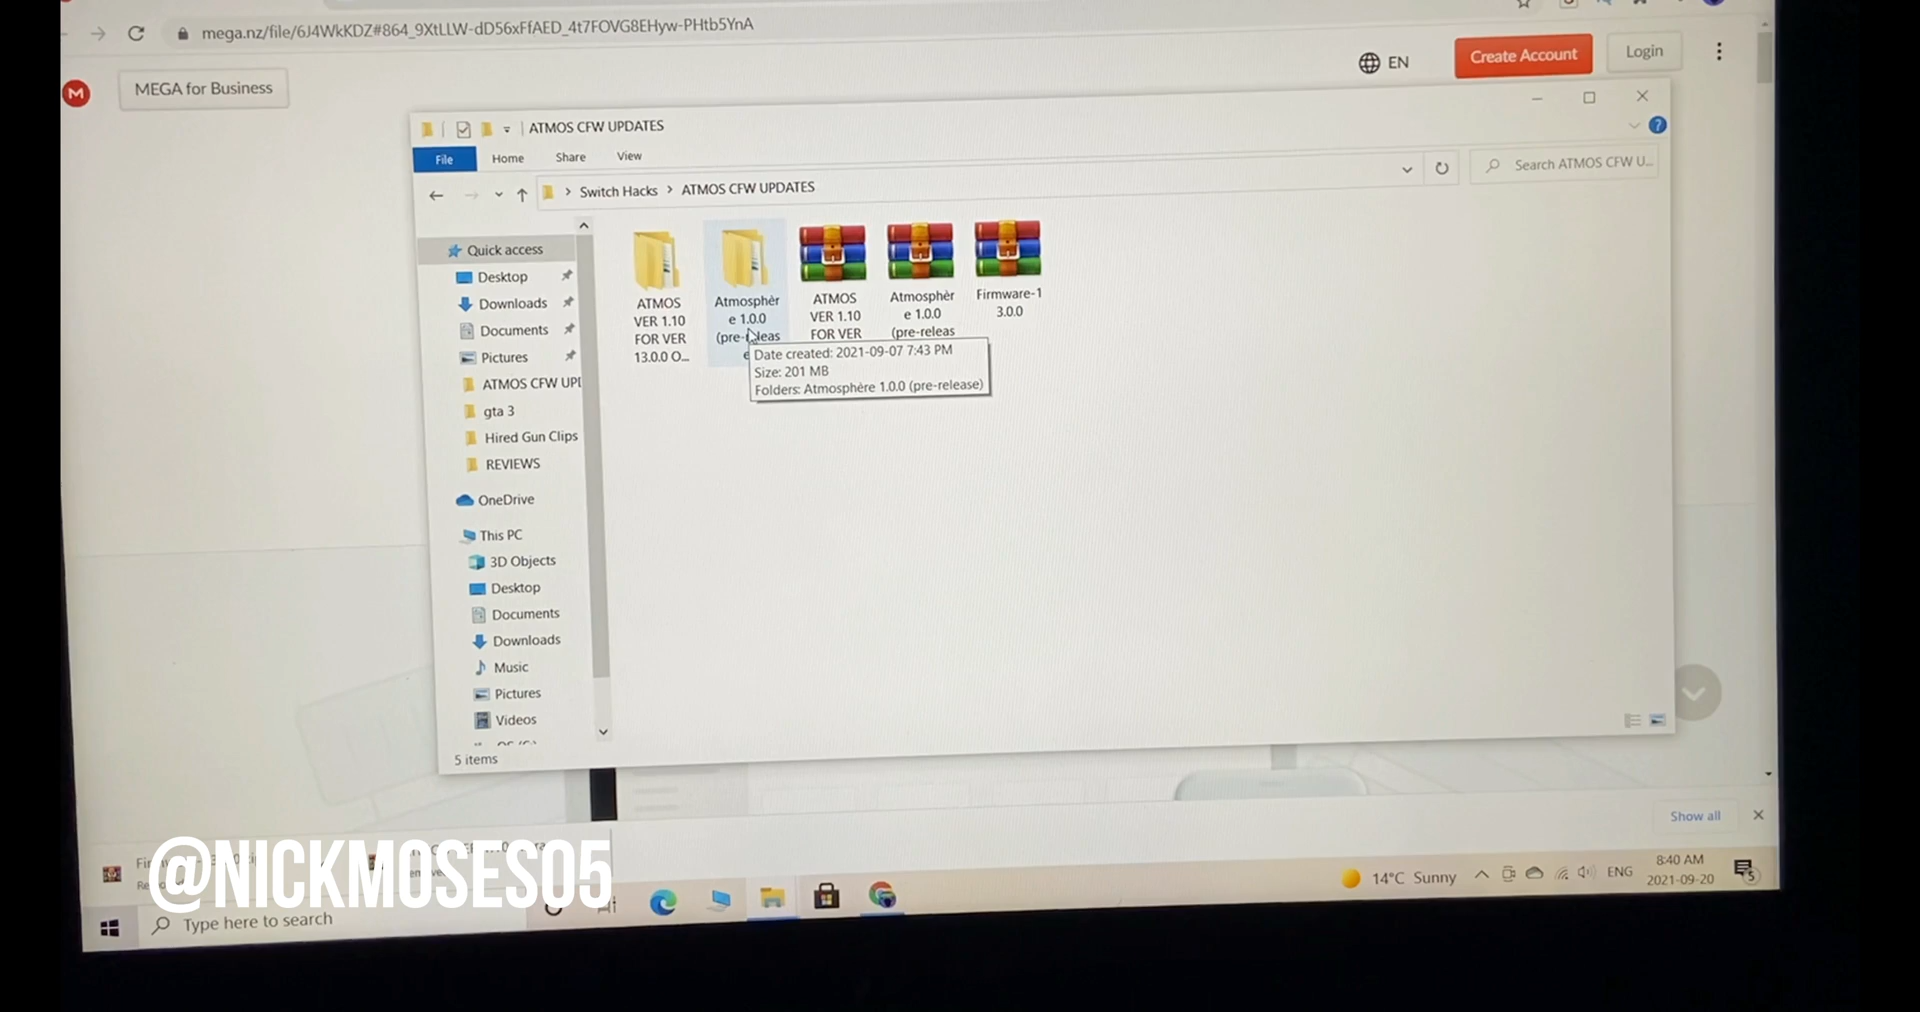 mega.nz/file/6J4WkKDZ#864_9XtLLW-dD56xFfAED_4t7FOVG8EHyw-PHtb5YnA
M
MEGA for Business
EN
Create Account
Login
ATMOS CFW UPDATES
File
Home
Share
View
?
> Switch Hacks > ATMOS CFW UPDATES
Search ATMOS CFW U...
Quick access
Desktop
Downloads
Documents
Pictures
ATMOS CFW UP
gta 3
Hired Gun Clips
REVIEWS
OneDrive
This PC
3D Objects
Desktop
Documents
Downloads
Music
Pictures
Videos
5 items
ATMOS
VER 1.10
FOR VER
13.0.0 O...
Atmosphèr
e 1.0.0
(pre-releas
e
ATMOS
VER 1.10
FOR VER
Atmosphèr
e 1.0.0
(pre-releas
Firmware-1
3.0.0
Date created: 2021-09-07 7:43 PM
Size: 201 MB
Folders: Atmosphère 1.0.0 (pre-release)
Show all
@NICKMOSES05
Type here to search
14°C Sunny
ENG
8:40 AM
2021-09-20
5